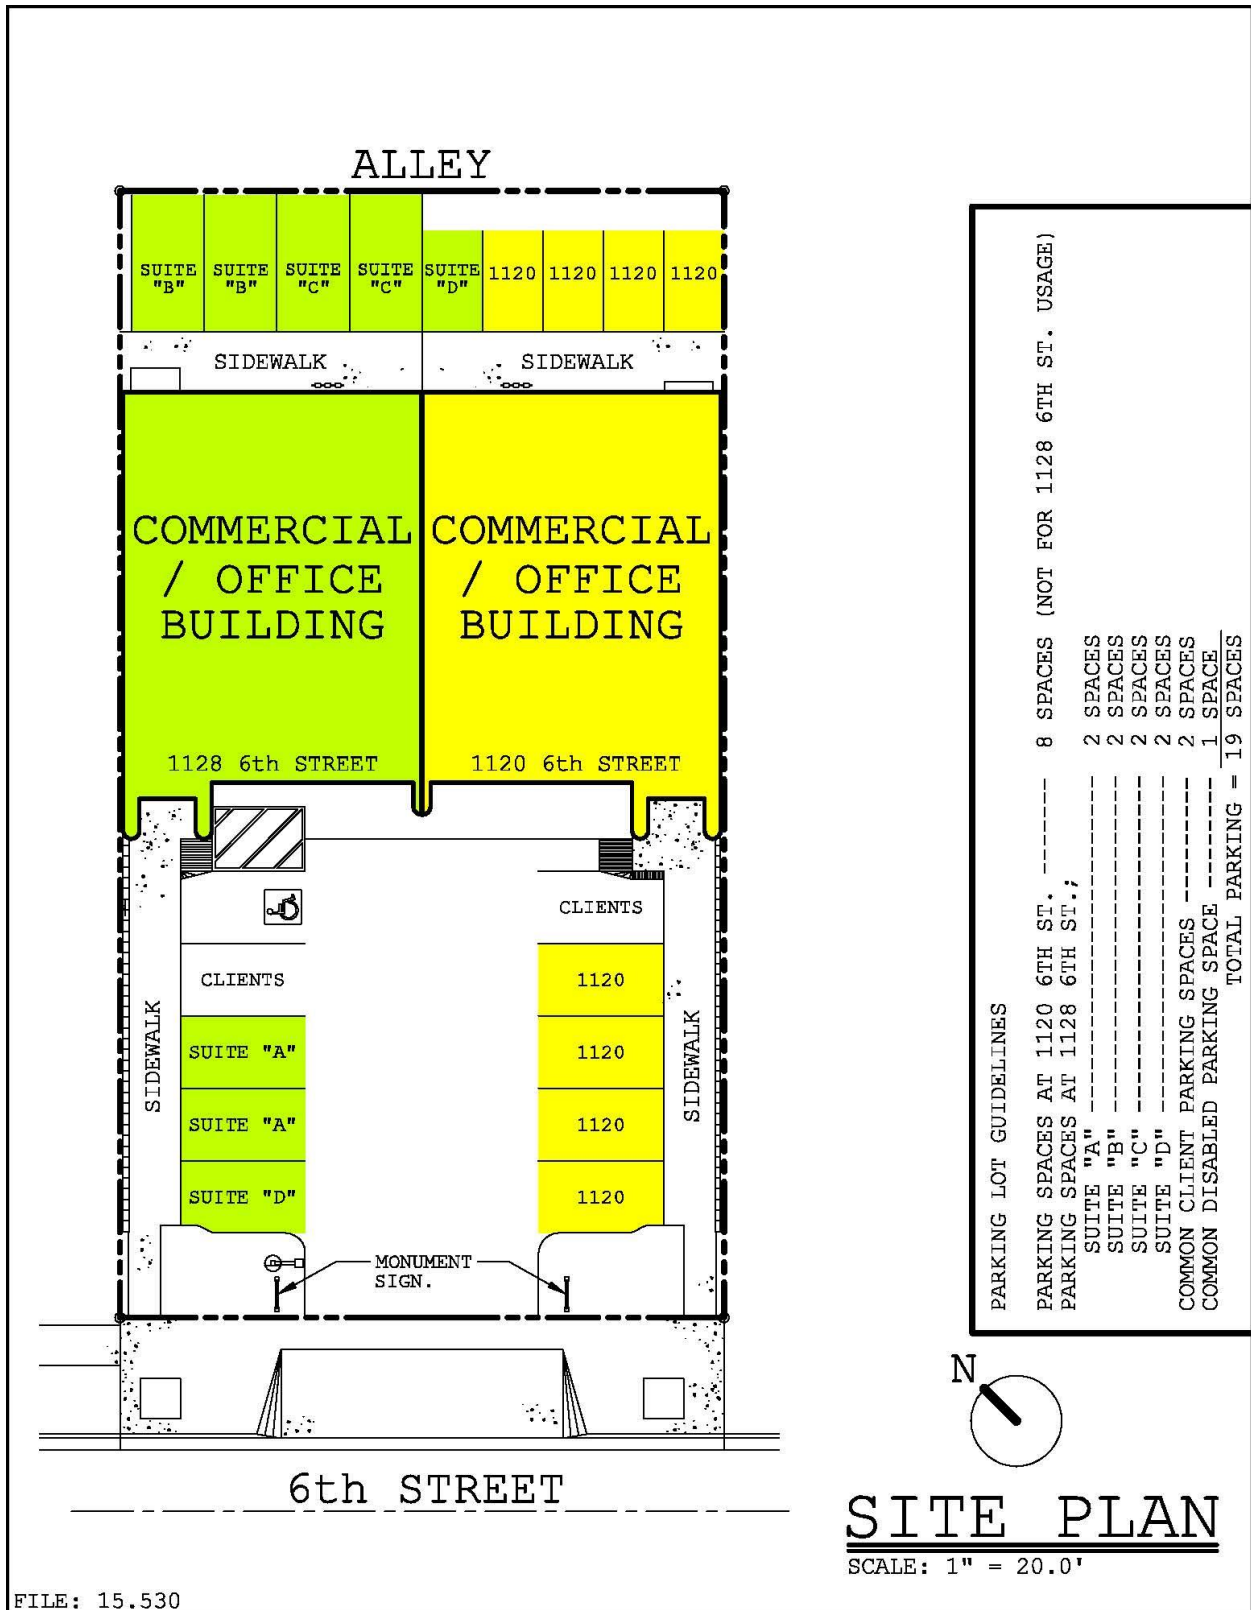 ALLEY
SUITE "B"
SUITE "B"
SUITE "C"
SUITE "C"
SUITE "D"
1120
1120
1120
1120
SIDEWALK
SIDEWALK
COMMERCIAL
/ OFFICE
BUILDING
1128 6th STREET
COMMERCIAL
/ OFFICE
BUILDING
1120 6th STREET
CLIENTS
SUITE "A"
SUITE "A"
SUITE "D"
SIDEWALK
CLIENTS
1120
1120
1120
1120
SIDEWALK
MONUMENT
SIGN.
6th STREET
PARKING LOT GUIDELINES
PARKING SPACES AT 1120 6TH ST. -------- 8 SPACES (NOT FOR 1128 6TH ST. USAGE)
PARKING SPACES AT 1128 6TH ST.;
SUITE "A" ---------------------------- 2 SPACES
SUITE "B" ---------------------------- 2 SPACES
SUITE "C" ---------------------------- 2 SPACES
SUITE "D" ---------------------------- 2 SPACES
COMMON CLIENT PARKING SPACES ---------- 2 SPACES
COMMON DISABLED PARKING SPACE --------- 1 SPACE
TOTAL PARKING = 19 SPACES
N
SITE PLAN
SCALE: 1" = 20.0'
FILE: 15.530